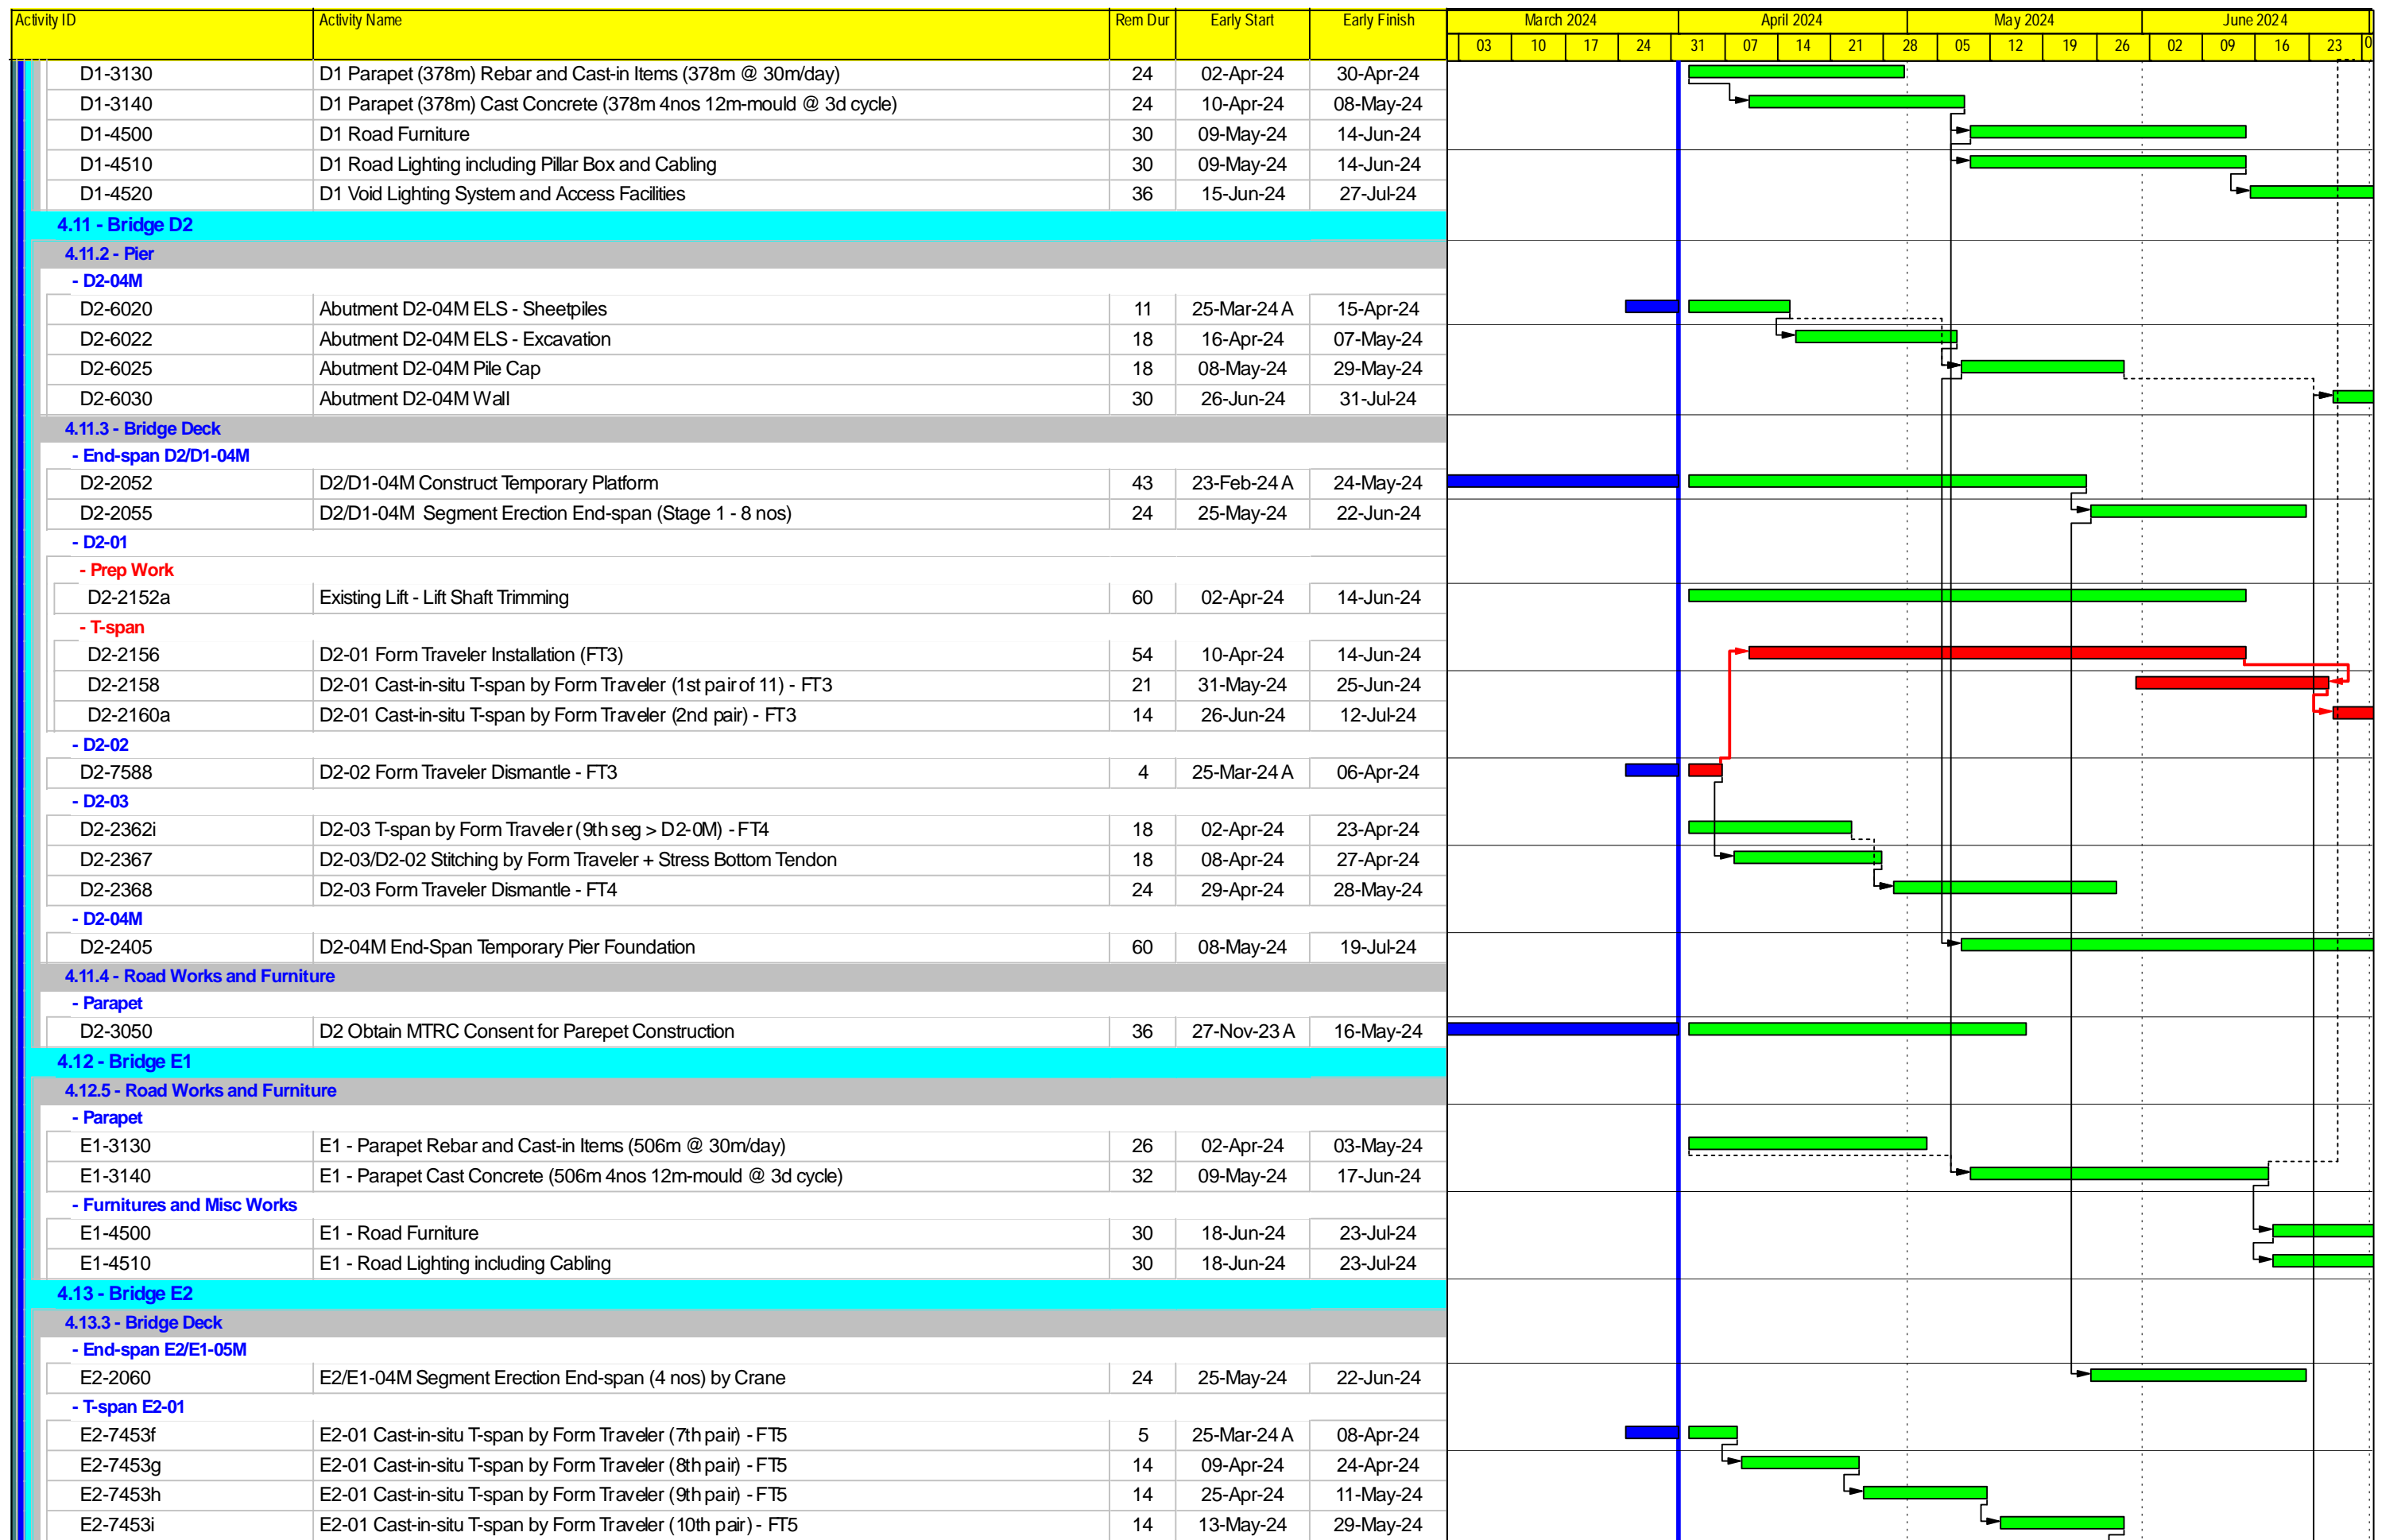 Activity ID Activity Name Rem Dur Early Start Early Finish March 2024 April 2024 May 2024 June 2024
03 10 17 24 31 07 14 21 28 05 12 19 26 02 09 16 23 0
D1-3130 D1 Parapet (378m) Rebar and Cast-in Items (378m @ 30m/day) 24 02-Apr-24 30-Apr-24
D1-3140 D1 Parapet (378m) Cast Concrete (378m 4nos 12m-mould @ 3d cycle) 24 10-Apr-24 08-May-24
D1-4500 D1 Road Furniture 30 09-May-24 14-Jun-24
D1-4510 D1 Road Lighting including Pillar Box and Cabling 30 09-May-24 14-Jun-24
D1-4520 D1 Void Lighting System and Access Facilities 36 15-Jun-24 27-Jul-24
4.11 - Bridge D2
4.11.2 - Pier
- D2-04M
D2-6020 Abutment D2-04M ELS - Sheetpiles 11 25-Mar-24 A 15-Apr-24
D2-6022 Abutment D2-04M ELS - Excavation 18 16-Apr-24 07-May-24
D2-6025 Abutment D2-04M Pile Cap 18 08-May-24 29-May-24
D2-6030 Abutment D2-04M Wall 30 26-Jun-24 31-Jul-24
4.11.3 - Bridge Deck
- End-span D2/D1-04M
D2-2052 D2/D1-04M Construct Temporary Platform 43 23-Feb-24 A 24-May-24
D2-2055 D2/D1-04M Segment Erection End-span (Stage 1 - 8 nos) 24 25-May-24 22-Jun-24
- D2-01
- Prep Work
D2-2152a Existing Lift - Lift Shaft Trimming 60 02-Apr-24 14-Jun-24
- T-span
D2-2156 D2-01 Form Traveler Installation (FT3) 54 10-Apr-24 14-Jun-24
D2-2158 D2-01 Cast-in-situ T-span by Form Traveler (1st pair of 11) - FT3 21 31-May-24 25-Jun-24
D2-2160a D2-01 Cast-in-situ T-span by Form Traveler (2nd pair) - FT3 14 26-Jun-24 12-Jul-24
- D2-02
D2-7588 D2-02 Form Traveler Dismantle - FT3 4 25-Mar-24 A 06-Apr-24
- D2-03
D2-2362i D2-03 T-span by Form Traveler (9th seg > D2-0M) - FT4 18 02-Apr-24 23-Apr-24
D2-2367 D2-03/D2-02 Stitching by Form Traveler + Stress Bottom Tendon 18 08-Apr-24 27-Apr-24
D2-2368 D2-03 Form Traveler Dismantle - FT4 24 29-Apr-24 28-May-24
- D2-04M
D2-2405 D2-04M End-Span Temporary Pier Foundation 60 08-May-24 19-Jul-24
4.11.4 - Road Works and Furniture
- Parapet
D2-3050 D2 Obtain MTRC Consent for Parepet Construction 36 27-Nov-23 A 16-May-24
4.12 - Bridge E1
4.12.5 - Road Works and Furniture
- Parapet
E1-3130 E1 - Parapet Rebar and Cast-in Items (506m @ 30m/day) 26 02-Apr-24 03-May-24
E1-3140 E1 - Parapet Cast Concrete (506m 4nos 12m-mould @ 3d cycle) 32 09-May-24 17-Jun-24
- Furnitures and Misc Works
E1-4500 E1 - Road Furniture 30 18-Jun-24 23-Jul-24
E1-4510 E1 - Road Lighting including Cabling 30 18-Jun-24 23-Jul-24
4.13 - Bridge E2
4.13.3 - Bridge Deck
- End-span E2/E1-05M
E2-2060 E2/E1-04M Segment Erection End-span (4 nos) by Crane 24 25-May-24 22-Jun-24
- T-span E2-01
E2-7453f E2-01 Cast-in-situ T-span by Form Traveler (7th pair) - FT5 5 25-Mar-24 A 08-Apr-24
E2-7453g E2-01 Cast-in-situ T-span by Form Traveler (8th pair) - FT5 14 09-Apr-24 24-Apr-24
E2-7453h E2-01 Cast-in-situ T-span by Form Traveler (9th pair) - FT5 14 25-Apr-24 11-May-24
E2-7453i E2-01 Cast-in-situ T-span by Form Traveler (10th pair) - FT5 14 13-May-24 29-May-24